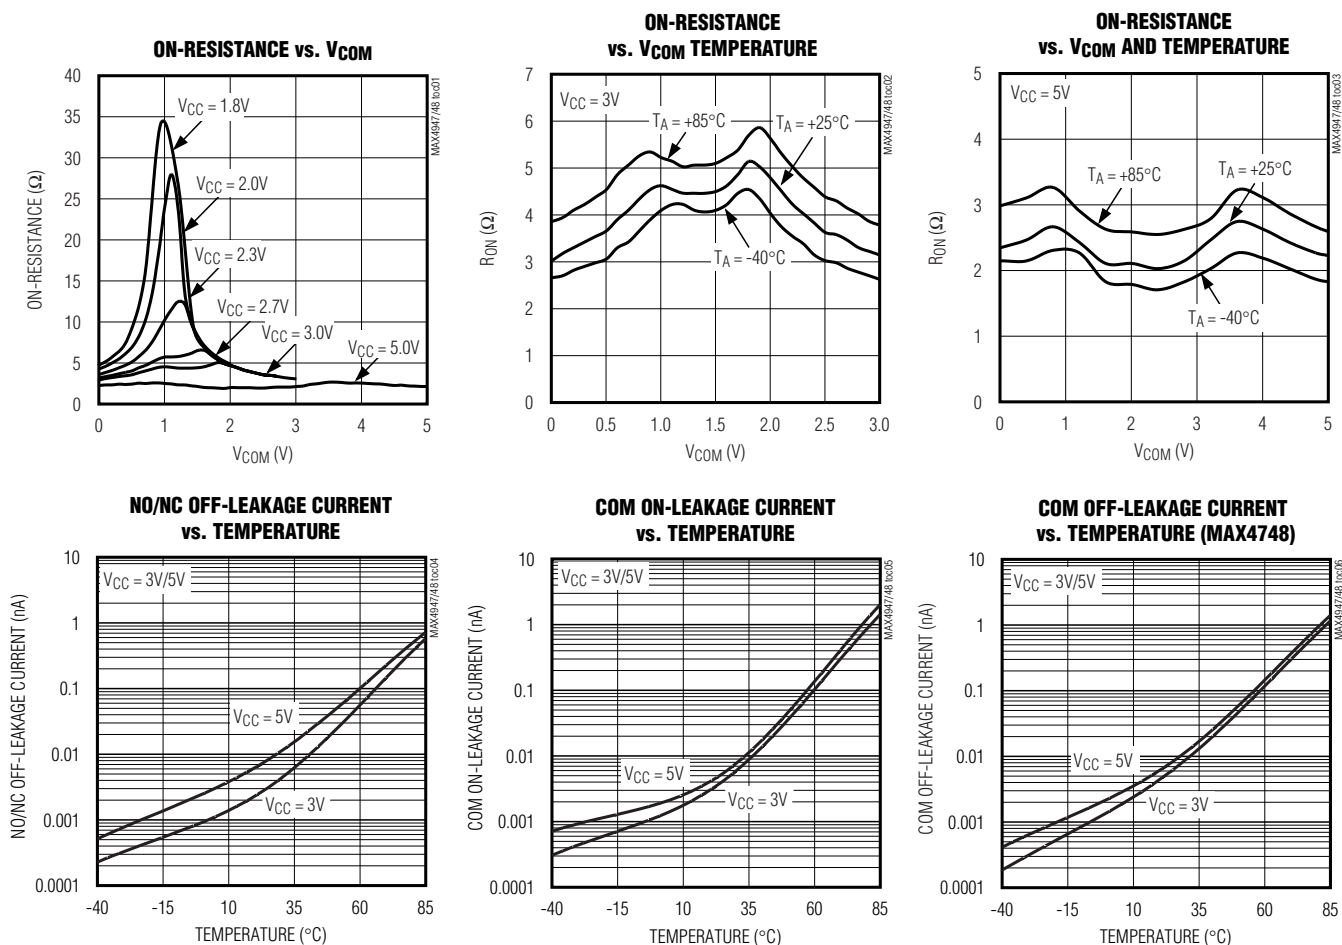 ON-RESISTANCE vs. VCOM
ON-RESISTANCE (Ω)
40
35
30
25
20
15
10
5
0
VCC = 1.8V
VCC = 2.0V
VCC = 2.3V
VCC = 2.7V
VCC = 3.0V
VCC = 5.0V
0 1 2 3 4 5
VCOM (V)
MAX4947/48 toc01
ON-RESISTANCE
vs. VCOM TEMPERATURE
RON (Ω)
7
6
5
4
3
2
1
0
VCC = 3V
TA = +85°C
TA = +25°C
TA = -40°C
0 0.5 1.0 1.5 2.0 2.5 3.0
VCOM (V)
MAX4947/48 toc02
ON-RESISTANCE
vs. VCOM AND TEMPERATURE
RON (Ω)
5
4
3
2
1
0
VCC = 5V
TA = +85°C
TA = +25°C
TA = -40°C
0 1 2 3 4 5
VCOM (V)
MAX4947/48 toc03
NO/NC OFF-LEAKAGE CURRENT
vs. TEMPERATURE
NO/NC OFF-LEAKAGE CURRENT (nA)
10
1
0.1
0.01
0.001
0.0001
VCC = 3V/5V
VCC = 5V
VCC = 3V
-40 -15 10 35 60 85
TEMPERATURE (°C)
MAX4947/48 toc04
COM ON-LEAKAGE CURRENT
vs. TEMPERATURE
COM ON-LEAKAGE CURRENT (nA)
10
1
0.1
0.01
0.001
0.0001
VCC = 3V/5V
VCC = 5V
VCC = 3V
-40 -15 10 35 60 85
TEMPERATURE (°C)
MAX4947/48 toc05
COM OFF-LEAKAGE CURRENT
vs. TEMPERATURE (MAX4748)
COM OFF-LEAKAGE CURRENT (nA)
10
1
0.1
0.01
0.001
0.0001
VCC = 3V/5V
VCC = 5V
VCC = 3V
-40 -15 10 35 60 85
TEMPERATURE (°C)
MAX4947/48 toc06